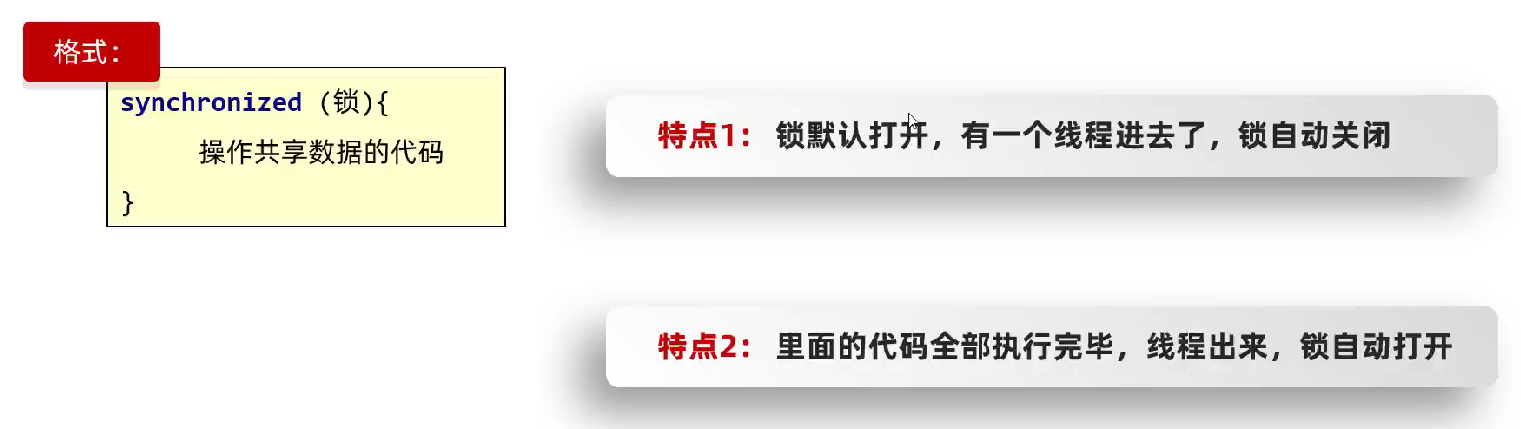 格式：
synchronized (锁){
操作共享数据的代码
}
特点1： 锁默认打开，有一个线程进去了，锁自动关闭
特点2： 里面的代码全部执行完毕，线程出来，锁自动打开